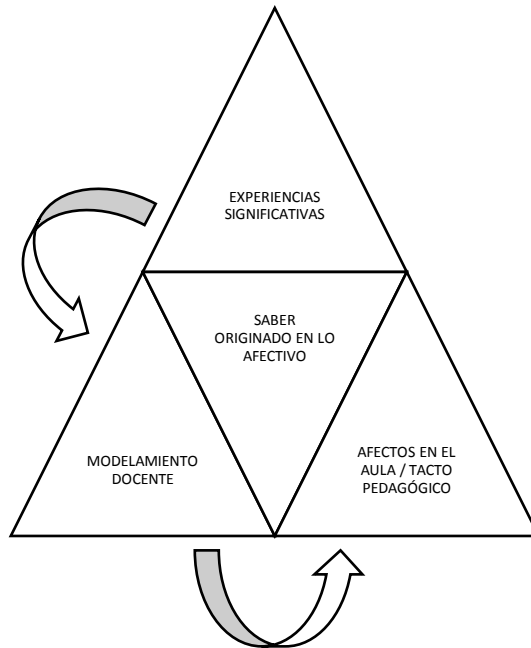 EXPERIENCIAS
SIGNIFICATIVAS
SABER
ORIGINADO EN LO
AFECTIVO
MODELAMIENTO
DOCENTE
AFECTOS EN EL
AULA / TACTO
PEDAGÓGICO